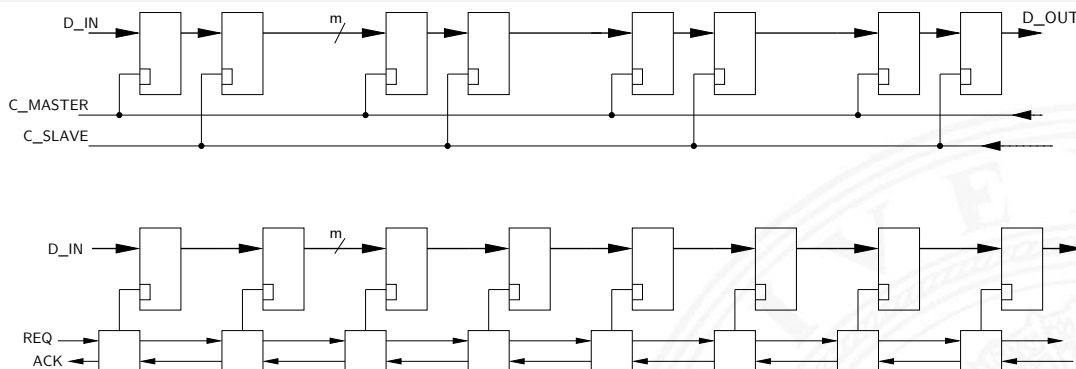 D_IN
m
D_OUT
C_MASTER
C_SLAVE
D_IN
m
REQ
ACK